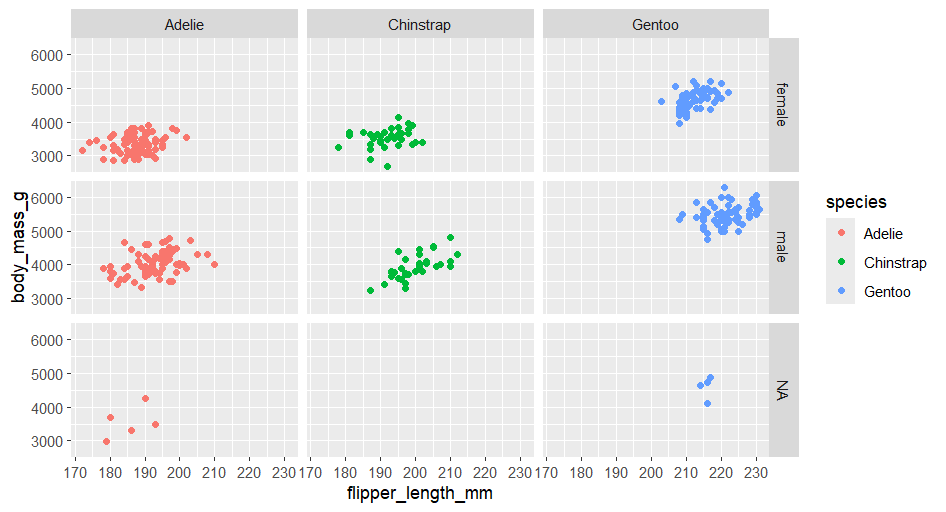 Adelie
Chinstrap
Gentoo
6000
5000
4000
3000
female
6000
5000
4000
3000
male
body_mass_g
6000
5000
4000
3000
NA
170 180 190 200 210 220 230
170 180 190 200 210 220 230
170 180 190 200 210 220 230
flipper_length_mm
species
Adelie
Chinstrap
Gentoo